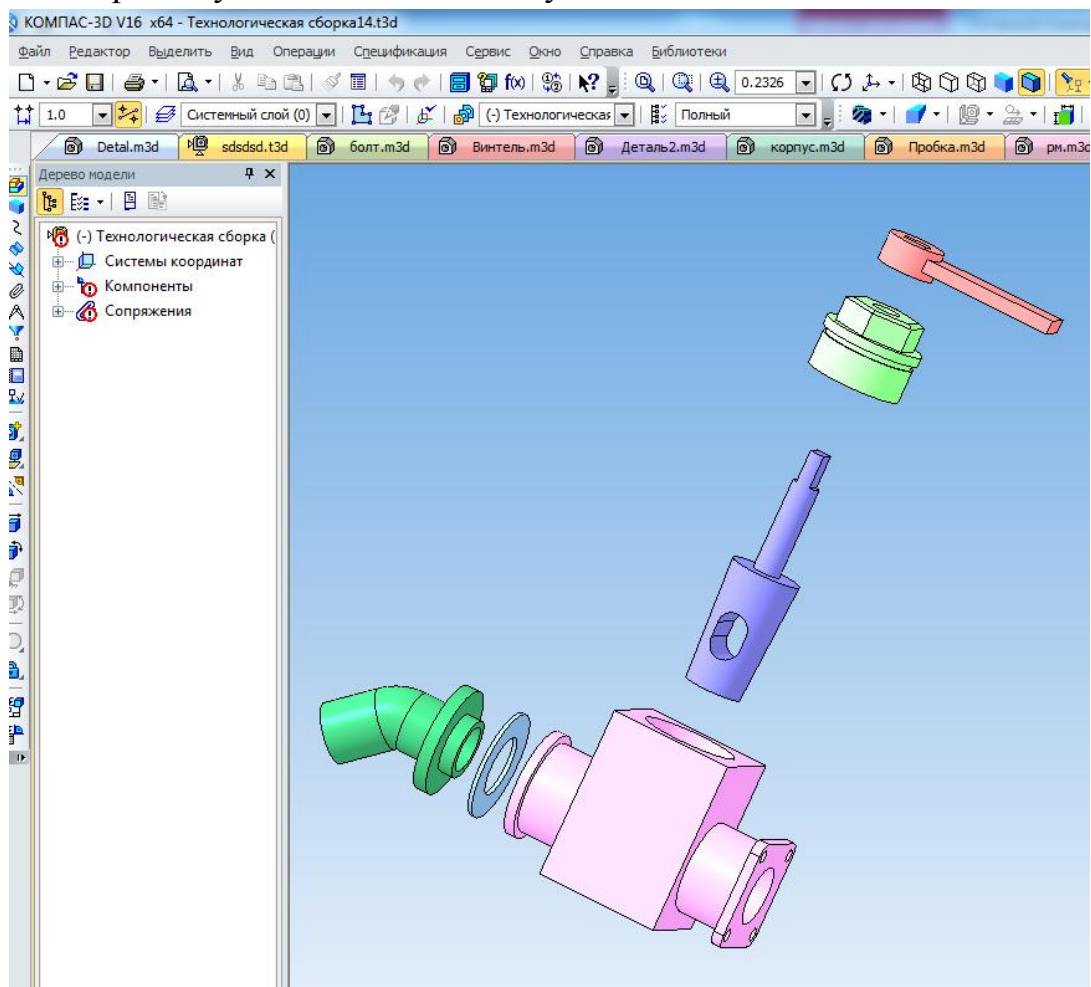 КОМПАС-3D V16 x64 - Технологическая сборка14.t3d
Файл Редактор Выделить Вид Операции Спецификация Сервис Окно Справка Библиотеки
f(x) 0.2326
1.0 Системный слой (0) (-) Технологическая Полный
Detal.m3d sdsdsd.t3d болт.m3d Винтель.m3d Деталь2.m3d корпус.m3d Пробка.m3d рм.m3d
Дерево модели
(-) Технологическая сборка (
Системы координат
Компоненты
Сопряжения